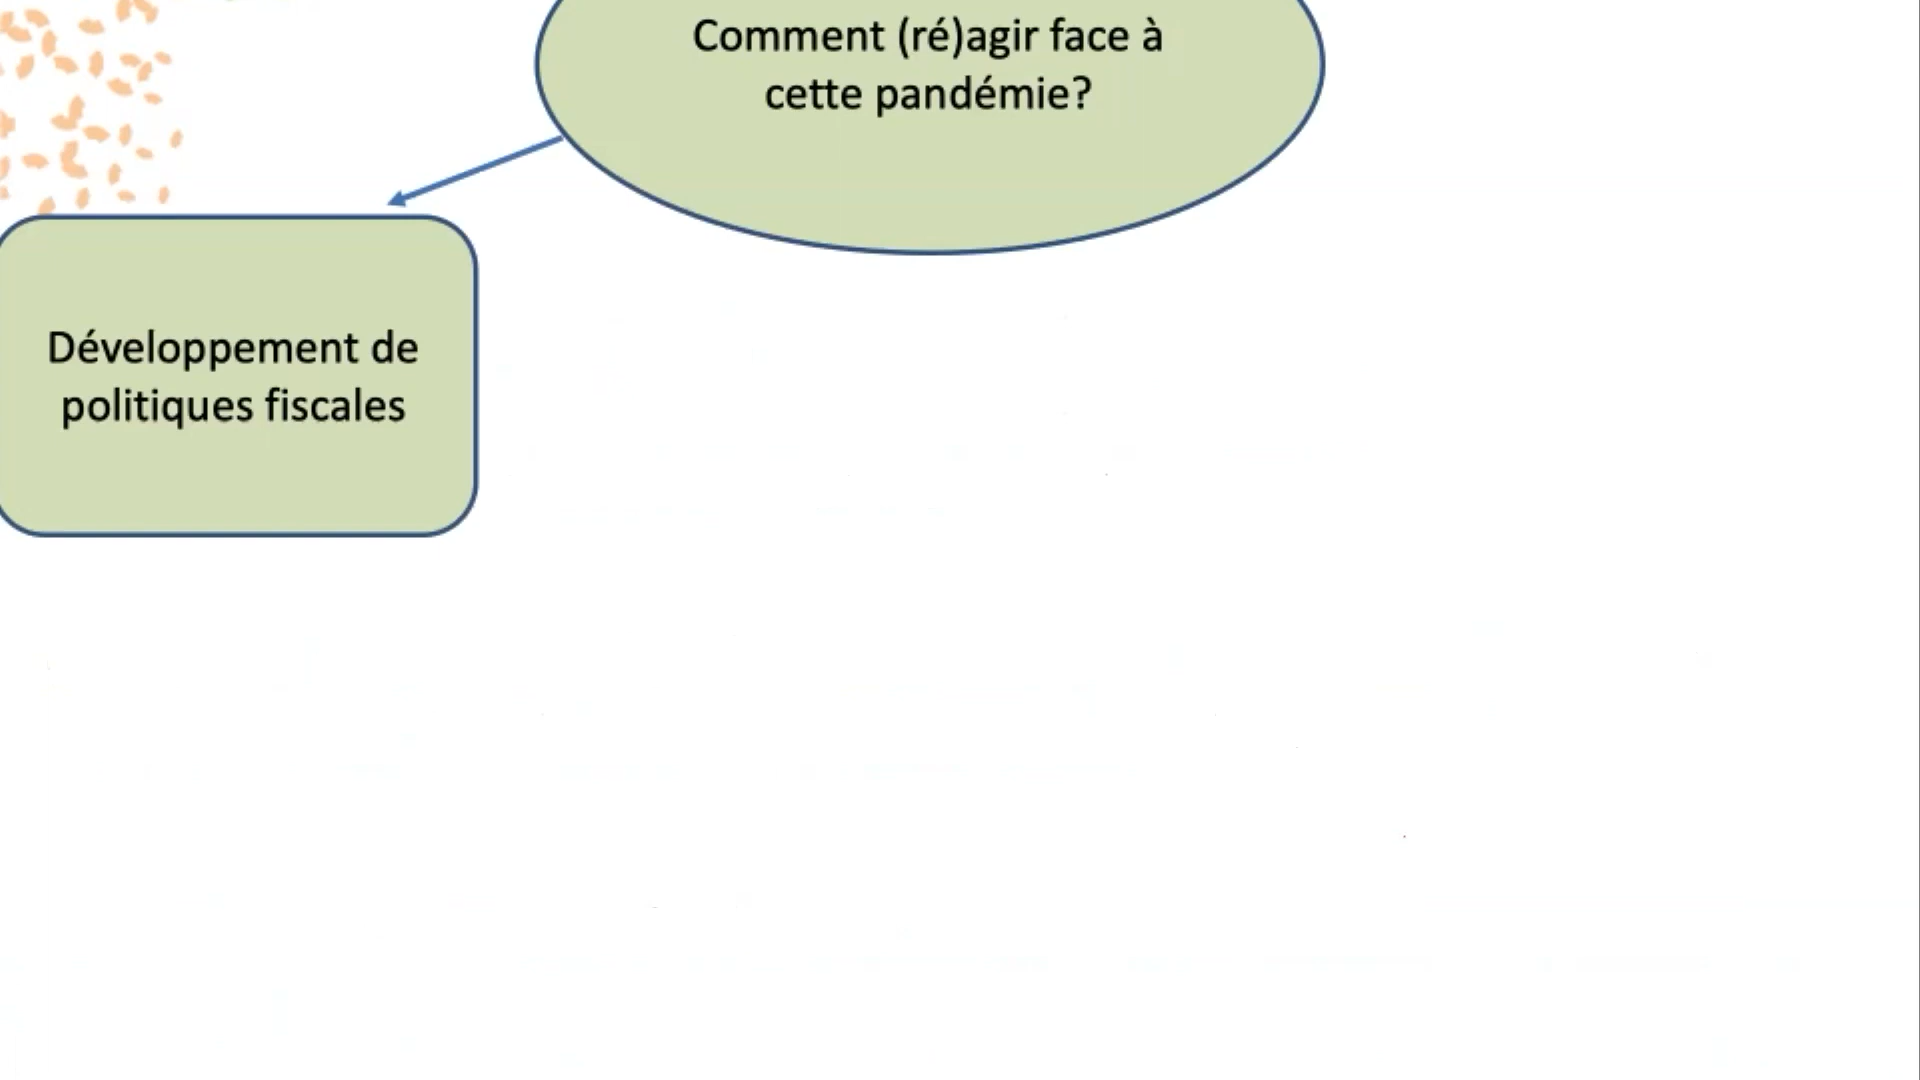 Comment (ré)agir face à
cette pandémie?
Développement de
politiques fiscales